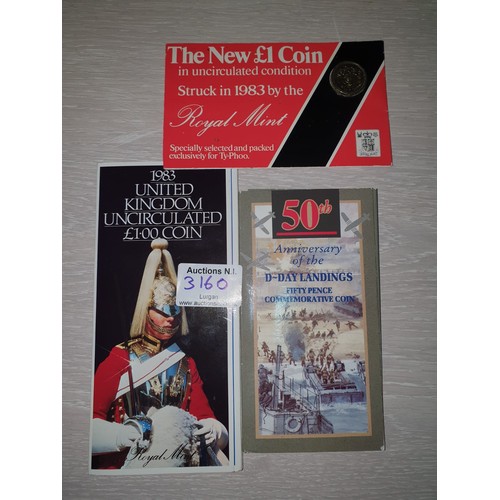 The New £1 Coin
in uncirculated condition
Struck in 1983 by the
Royal Mint
Specially selected and packed
exclusively for Ty·Phoo.
1983
UNITED
KINGDOM
UNCIRCULATED
£1·00 COIN
Auctions N.I.
3160
Lurgan
Royal Mint
50th
Anniversary
of the
D-DAY LANDINGS
FIFTY PENCE
COMMEMORATIVE COIN